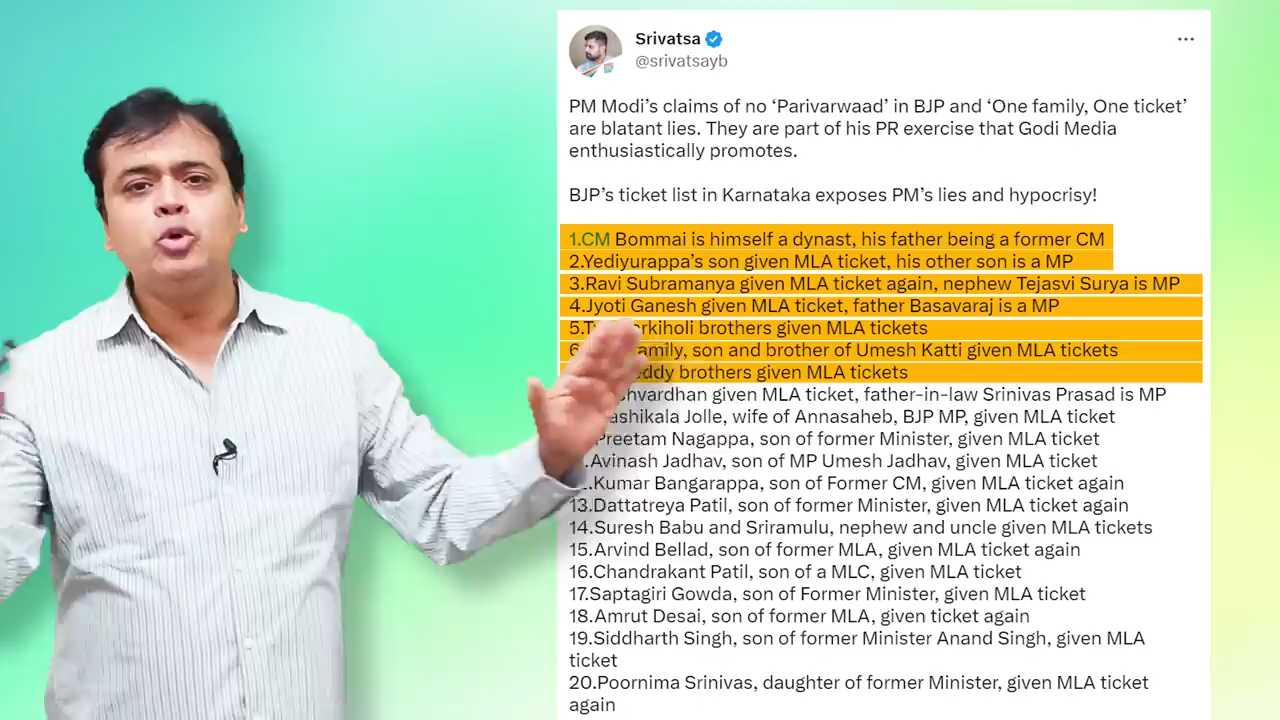 Srivatsa
@srivatsayb
PM Modi’s claims of no ‘Parivarwaad’ in BJP and ‘One family, One ticket’
are blatant lies. They are part of his PR exercise that Godi Media
enthusiastically promotes.
BJP’s ticket list in Karnataka exposes PM’s lies and hypocrisy!
1.CM Bommai is himself a dynast, his father being a former CM
2.Yediyurappa’s son given MLA ticket, his other son is a MP
3.Ravi Subramanya given MLA ticket again, nephew Tejasvi Surya is MP
4.Jyoti Ganesh given MLA ticket, father Basavaraj is a MP
brothers given MLA tickets
son and brother of Umesh Katti given MLA tickets
brothers given MLA tickets
given MLA ticket, father-in-law Srinivas Prasad is MP
Jolle, wife of Annasaheb, BJP MP, given MLA ticket
Preetam Nagappa, son of former Minister, given MLA ticket
Avinash Jadhav, son of MP Umesh Jadhav, given MLA ticket
Kumar Bangarappa, son of Former CM, given MLA ticket again
13.Dattatreya Patil, son of former Minister, given MLA ticket again
14.Suresh Babu and Sriramulu, nephew and uncle given MLA tickets
15.Arvind Bellad, son of former MLA, given MLA ticket again
16.Chandrakant Patil, son of a MLC, given MLA ticket
17.Saptagiri Gowda, son of Former Minister, given MLA ticket
18.Amrut Desai, son of former MLA, given ticket again
19.Siddharth Singh, son of former Minister Anand Singh, given MLA
ticket
20.Poornima Srinivas, daughter of former Minister, given MLA ticket
again